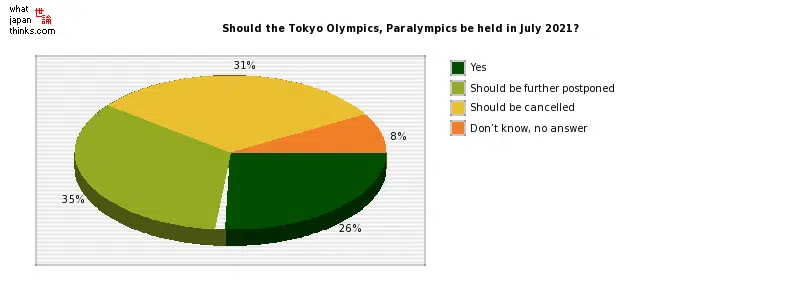 what 世
japan 論
thinks.com
Should the Tokyo Olympics, Paralympics be held in July 2021?
31%
8%
35%
26%
Yes
Should be further postponed
Should be cancelled
Don't know, no answer